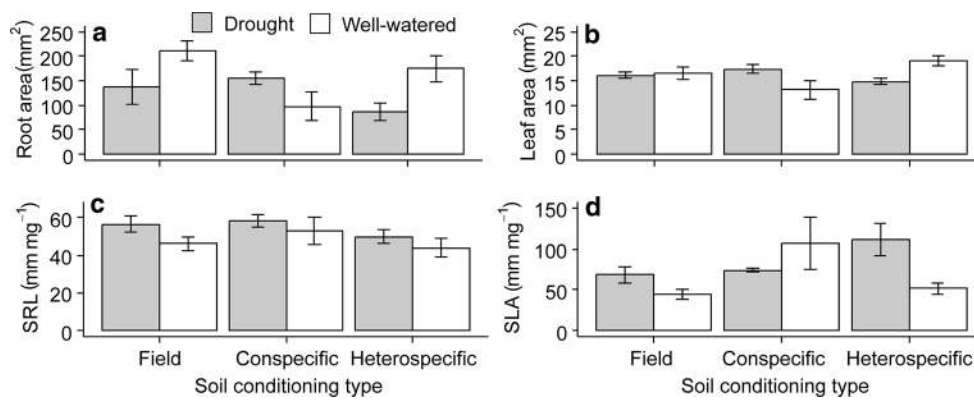 a
Drought Well-watered
Root area(mm²)
250
200
150
100
50
0
b
Leaf area (mm²)
25
20
15
10
5
0
c
SRL (mm mg⁻¹)
60
40
20
0
Field Conspecific Heterospecific
Soil conditioning type
d
SLA (mm mg⁻¹)
150
100
50
0
Field Conspecific Heterospecific
Soil conditioning type